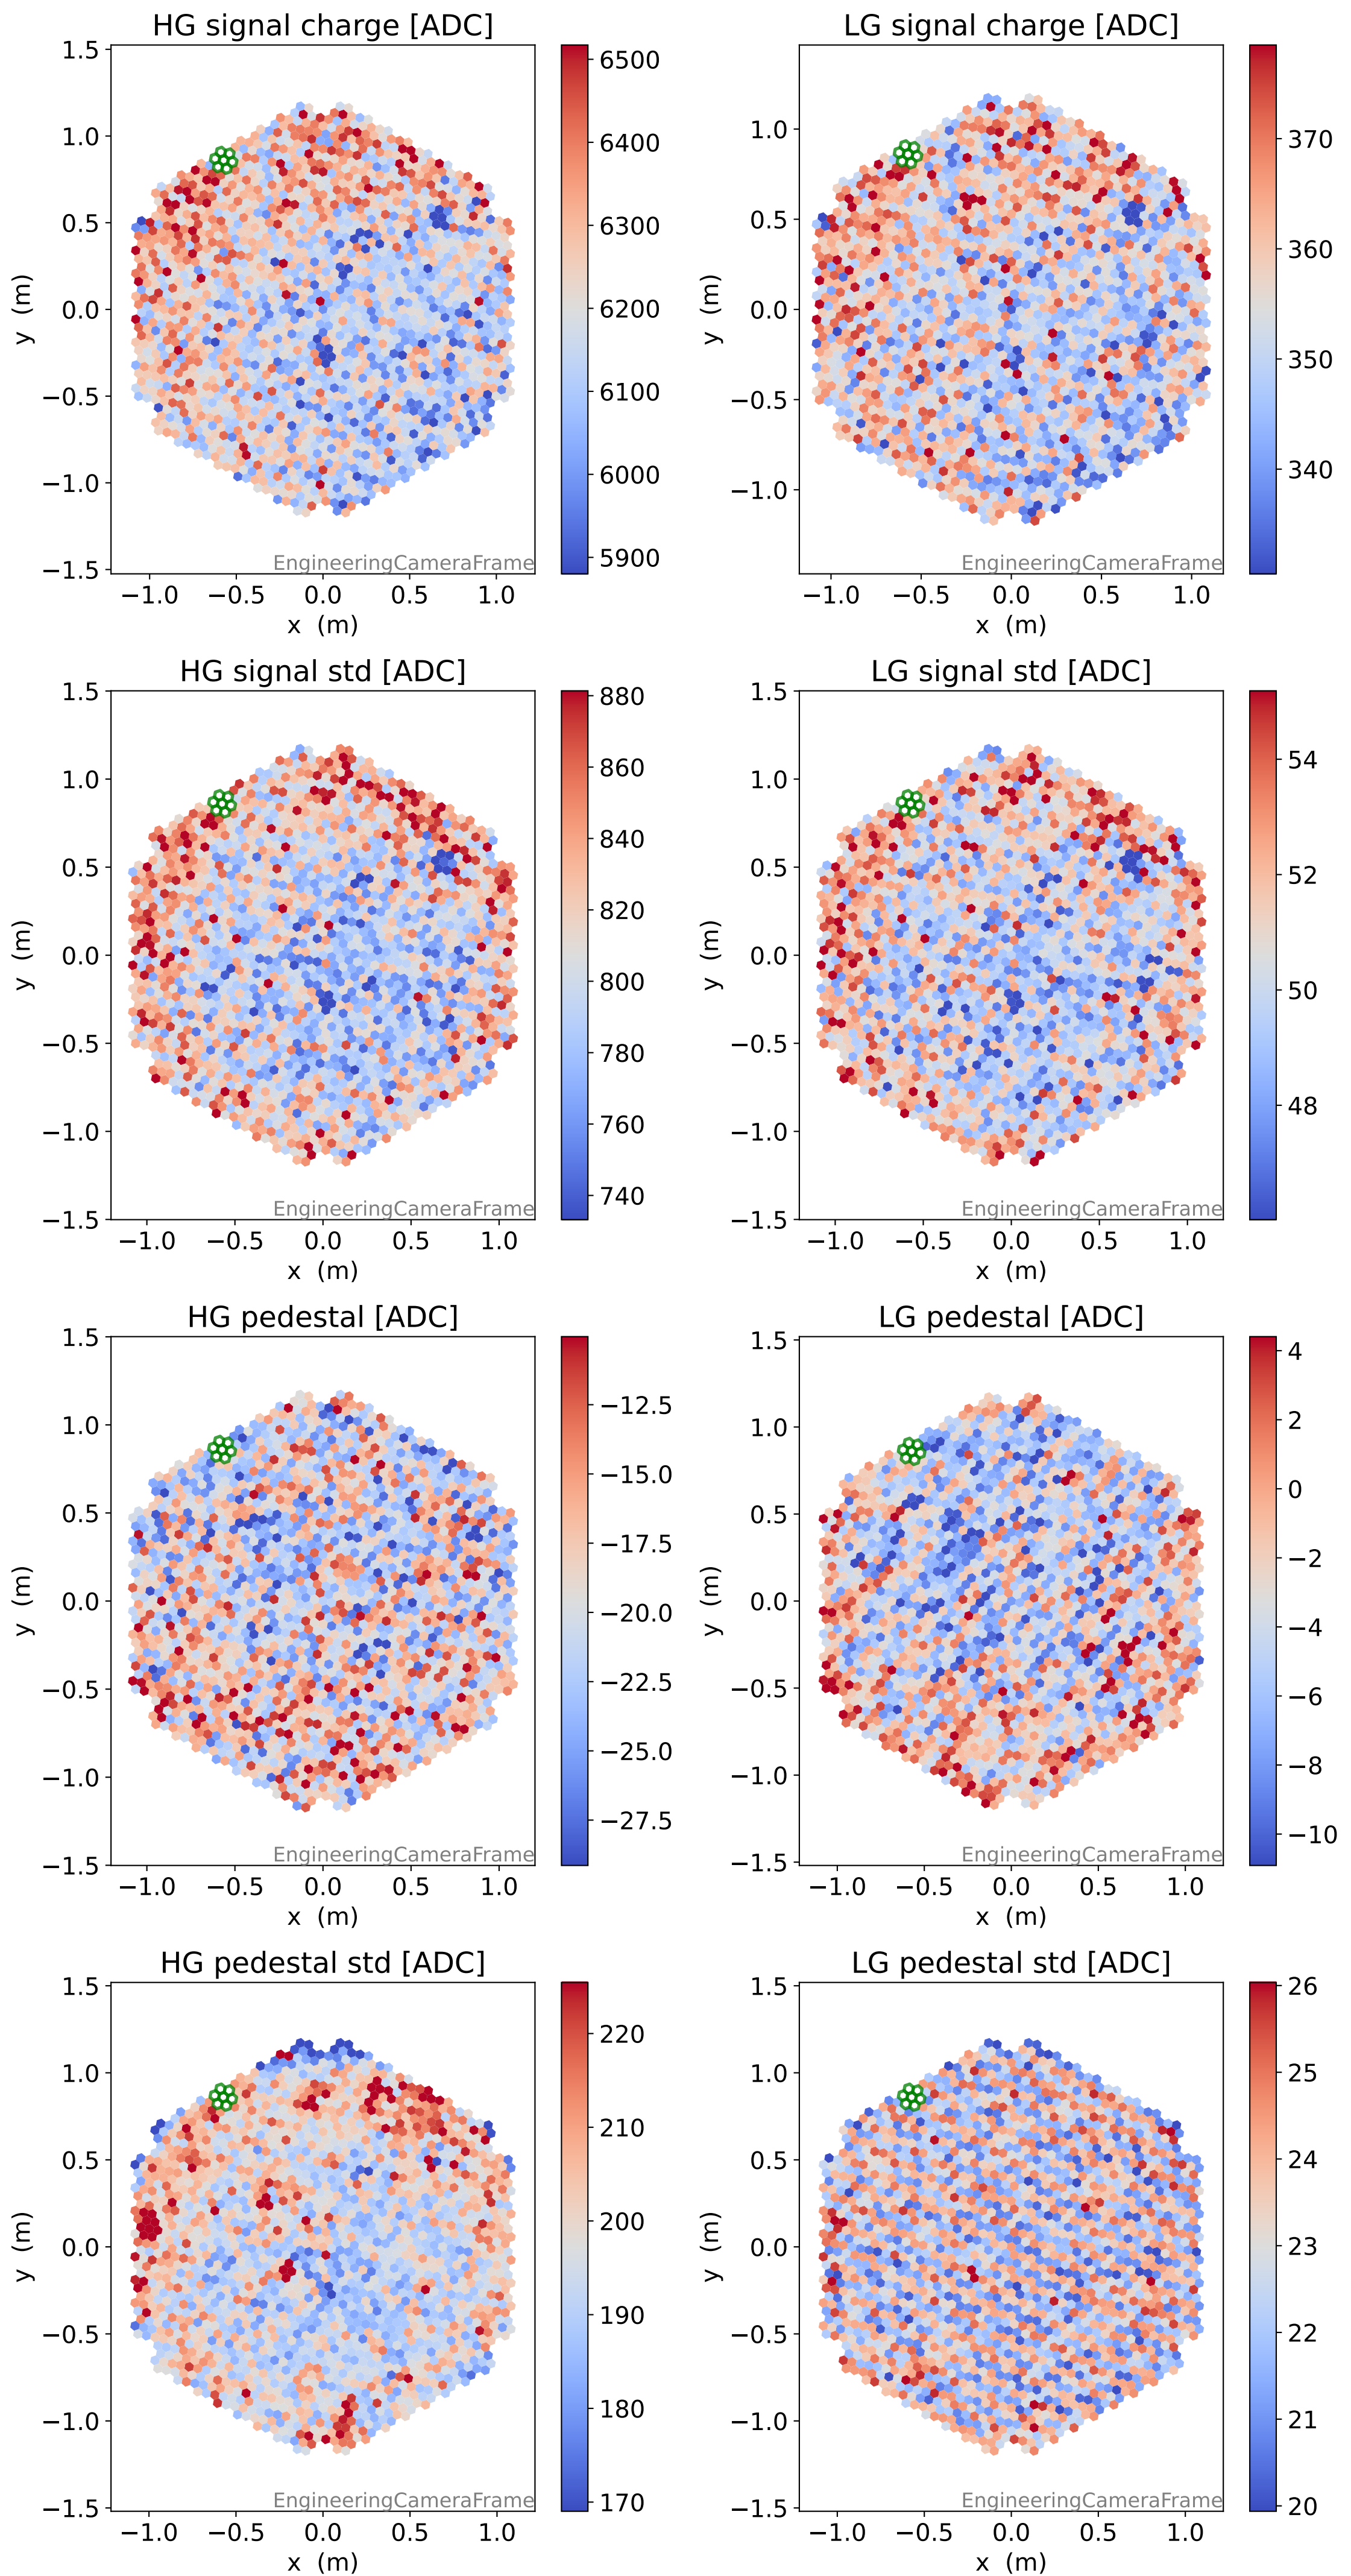 HG signal charge [ADC]
LG signal charge [ADC]
1.5
1.0
0.5
0.0
−0.5
−1.0
−1.5
y (m)
−1.0 −0.5 0.0 0.5 1.0
x (m)
EngineeringCameraFrame
6500
6400
6300
6200
6100
6000
5900
1.0
0.5
0.0
−0.5
−1.0
y (m)
−1.0 −0.5 0.0 0.5 1.0
x (m)
EngineeringCameraFrame
370
360
350
340
HG signal std [ADC]
LG signal std [ADC]
1.5
1.0
0.5
0.0
−0.5
−1.0
−1.5
y (m)
−1.0 −0.5 0.0 0.5 1.0
x (m)
EngineeringCameraFrame
880
860
840
820
800
780
760
740
1.5
1.0
0.5
0.0
−0.5
−1.0
−1.5
y (m)
−1.0 −0.5 0.0 0.5 1.0
x (m)
EngineeringCameraFrame
54
52
50
48
HG pedestal [ADC]
LG pedestal [ADC]
1.5
1.0
0.5
0.0
−0.5
−1.0
−1.5
y (m)
−1.0 −0.5 0.0 0.5 1.0
x (m)
EngineeringCameraFrame
−12.5
−15.0
−17.5
−20.0
−22.5
−25.0
−27.5
1.5
1.0
0.5
0.0
−0.5
−1.0
−1.5
y (m)
−1.0 −0.5 0.0 0.5 1.0
x (m)
EngineeringCameraFrame
4
2
0
−2
−4
−6
−8
−10
HG pedestal std [ADC]
LG pedestal std [ADC]
1.5
1.0
0.5
0.0
−0.5
−1.0
−1.5
y (m)
−1.0 −0.5 0.0 0.5 1.0
x (m)
EngineeringCameraFrame
220
210
200
190
180
170
1.5
1.0
0.5
0.0
−0.5
−1.0
−1.5
y (m)
−1.0 −0.5 0.0 0.5 1.0
x (m)
EngineeringCameraFrame
26
25
24
23
22
21
20